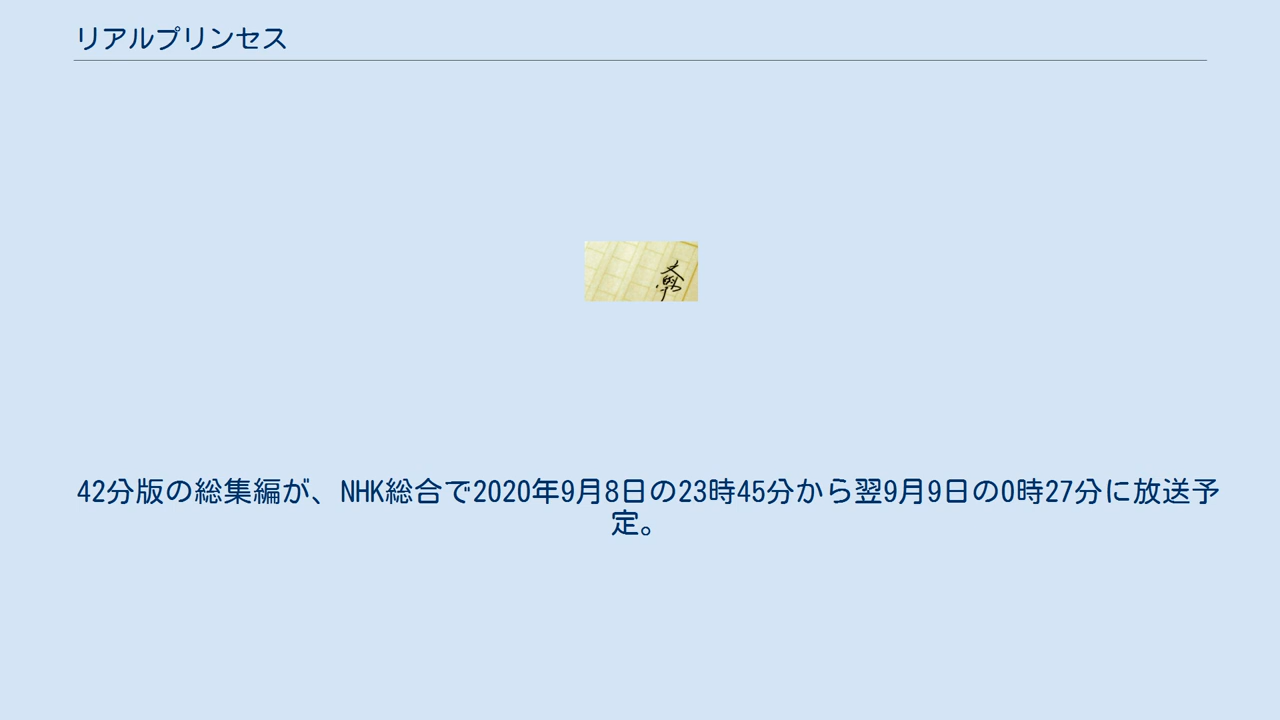 リアルプリンセス
42分版の総集編が、NHK総合で2020年9月8日の23時45分から翌9月9日の0時27分に放送予
定。